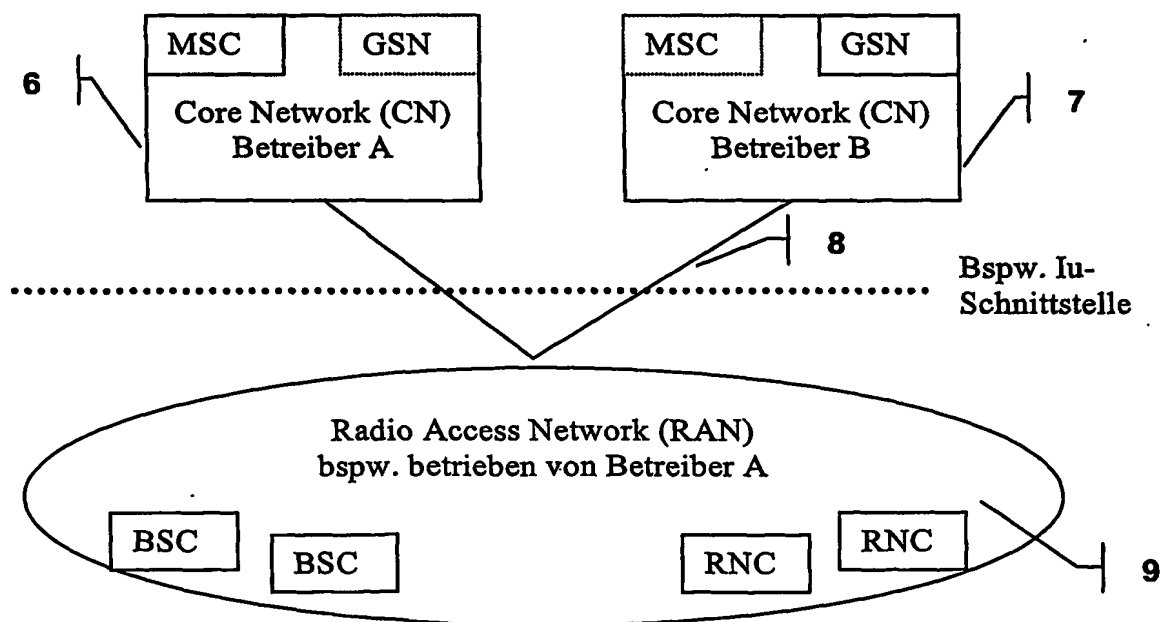 MSC GSN MSC GSN
6 Core Network (CN) Core Network (CN) 7
Betreiber A Betreiber B
8
Bspw. Iu-
Schnittstelle
Radio Access Network (RAN)
bspw. betrieben von Betreiber A
BSC BSC RNC RNC
9